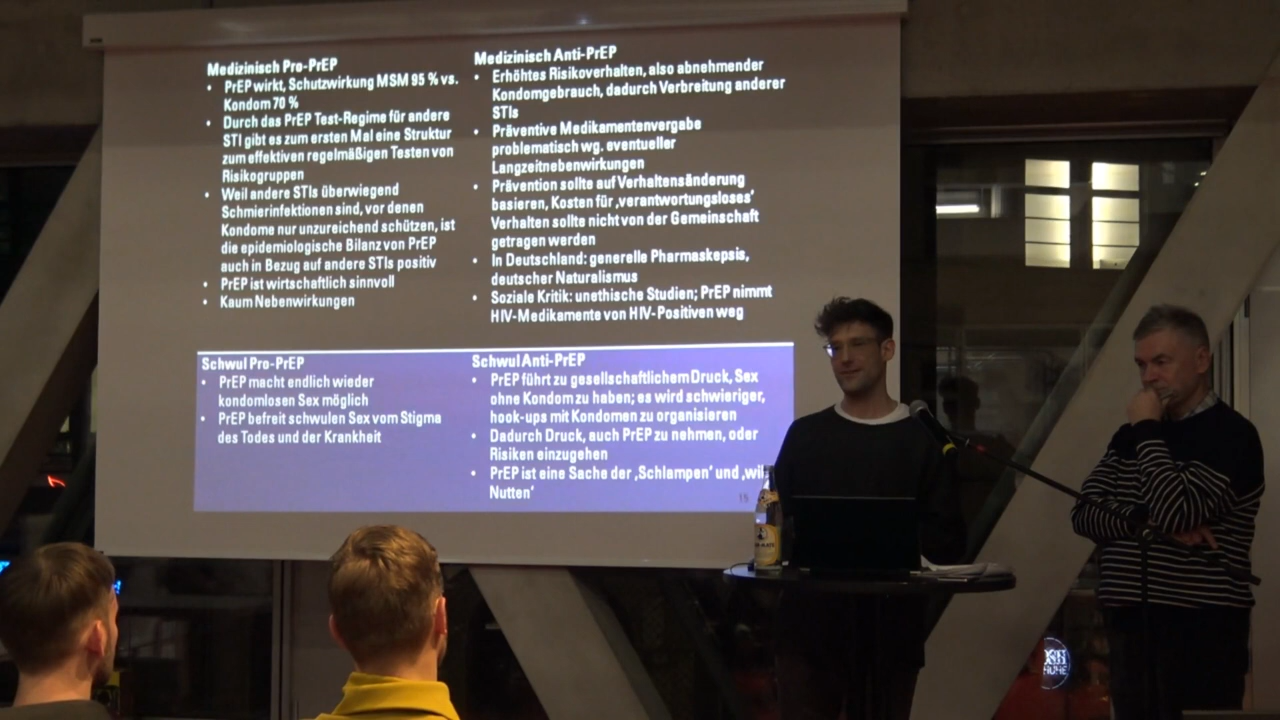 Medizinisch Pro-PrEP
• PrEP wirkt, Schutzwirkung MSM 95 % vs.
Kondom 70 %
• Durch das PrEP Test-Regime für andere
STI gibt es zum ersten Mal eine Struktur
zum effektiven regelmäßigen Testen von
Risikogruppen
• Weil andere STIs überwiegend
Schmierinfektionen sind, vor denen
Kondome nur unzureichend schützen, ist
die epidemiologische Bilanz von PrEP
auch in Bezug auf andere STIs positiv
• PrEP ist wirtschaftlich sinnvoll
• Kaum Nebenwirkungen
Medizinisch Anti-PrEP
• Erhöhtes Risikoverhalten, also abnehmender
Kondomgebrauch, dadurch Verbreitung anderer
STIs
• Präventive Medikamentenvergabe
problematisch wg. eventueller
Langzeitnebenwirkungen
• Prävention sollte auf Verhaltensänderung
basieren, Kosten für ‚verantwortungsloses'
Verhalten sollte nicht von der Gemeinschaft
getragen werden
• In Deutschland: generelle Pharmaskepsis,
deutscher Naturalismus
• Soziale Kritik: unethische Studien; PrEP nimmt
HIV-Medikamente von HIV-Positiven weg
Schwul Pro-PrEP
• PrEP macht endlich wieder
kondomlosen Sex möglich
• PrEP befreit schwulen Sex vom Stigma
des Todes und der Krankheit
Schwul Anti-PrEP
• PrEP führt zu gesellschaftlichem Druck, Sex
ohne Kondom zu haben; es wird schwieriger,
hook-ups mit Kondomen zu organisieren
• Dadurch Druck, auch PrEP zu nehmen, oder
Risiken einzugehen
• PrEP ist eine Sache der ‚Schlampen' und
Nutten'
15